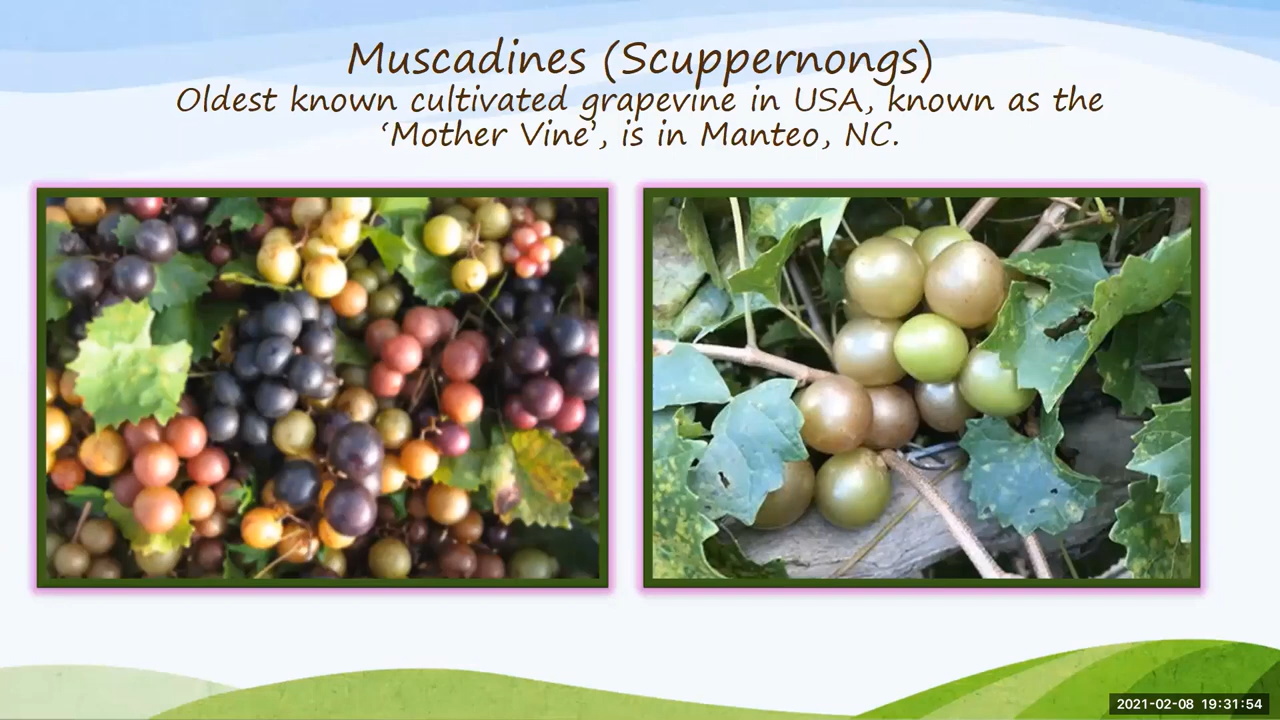 Muscadines (Scuppernongs)
Oldest known cultivated grapevine in USA, known as the
‘Mother Vine’, is in Manteo, NC.
2021-02-08 19:31:54